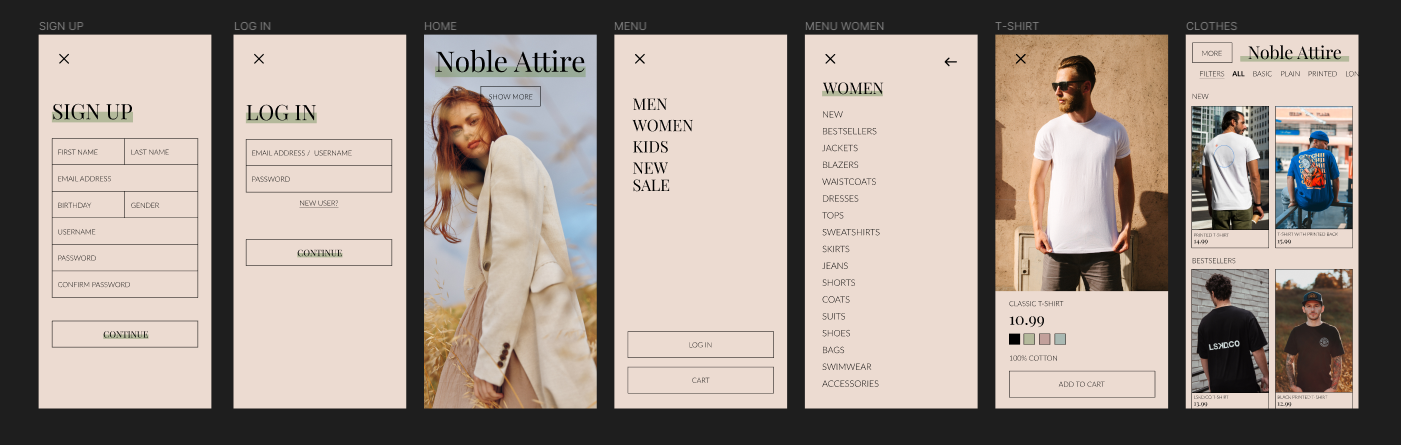 SIGN UP
SIGN UP
FIRST NAME
LAST NAME
EMAIL ADDRESS
BIRTHDAY
GENDER
USERNAME
PASSWORD
CONFIRM PASSWORD
CONTINUE
LOG IN
LOG IN
EMAIL ADDRESS / USERNAME
PASSWORD
NEW USER?
CONTINUE
HOME
Noble Attire
SHOW MORE
MENU
MEN
WOMEN
KIDS
NEW
SALE
LOG IN
CART
MENU WOMEN
WOMEN
NEW
BESTSELLERS
JACKETS
BLAZERS
WAISTCOATS
DRESSES
TOPS
SWEATSHIRTS
SKIRTS
JEANS
SHORTS
COATS
SUITS
SHOES
BAGS
SWIMWEAR
ACCESSORIES
T-SHIRT
CLASSIC T-SHIRT
10.99
100% COTTON
ADD TO CART
CLOTHES
MORE
Noble Attire
FILTERS ALL BASIC PLAIN PRINTED LON
NEW
PRINTED T-SHIRT
14.99
T-SHIRT WITH PRINTED BACK
15.99
BESTSELLERS
LSKD.CO
LSKD.CO T-SHIRT
13.99
BLACK PRINTED T-SHIRT
12.99